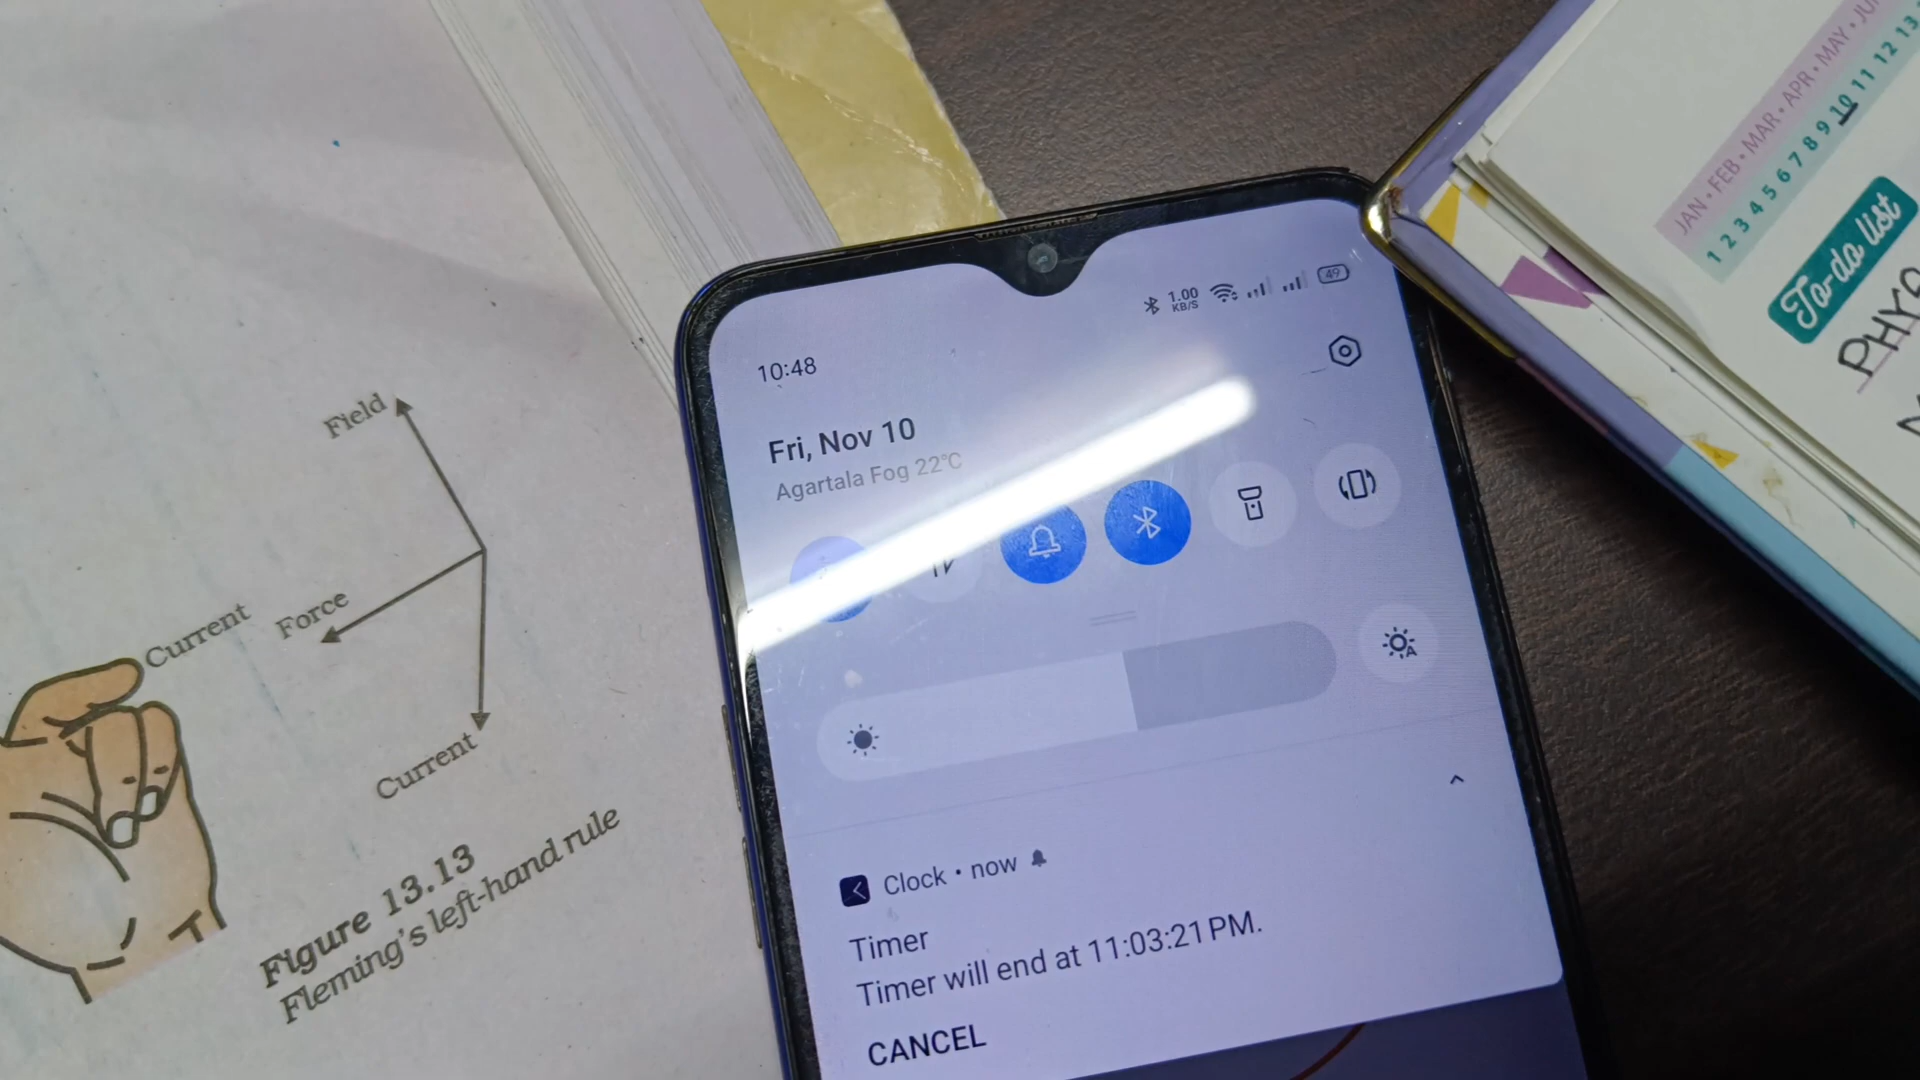 Field
Force
Current
Current
Figure 13.13
Fleming's left-hand rule
1.00
KB/S
49
10:48
Fri, Nov 10
Agartala Fog 22°C
A
Clock • now
Timer
Timer will end at 11:03:21 PM.
CANCEL
JAN • FEB • MAR • APR • MAY •
1 2 3 4 5 6 7 8 9 10 11 12 13
To-do list